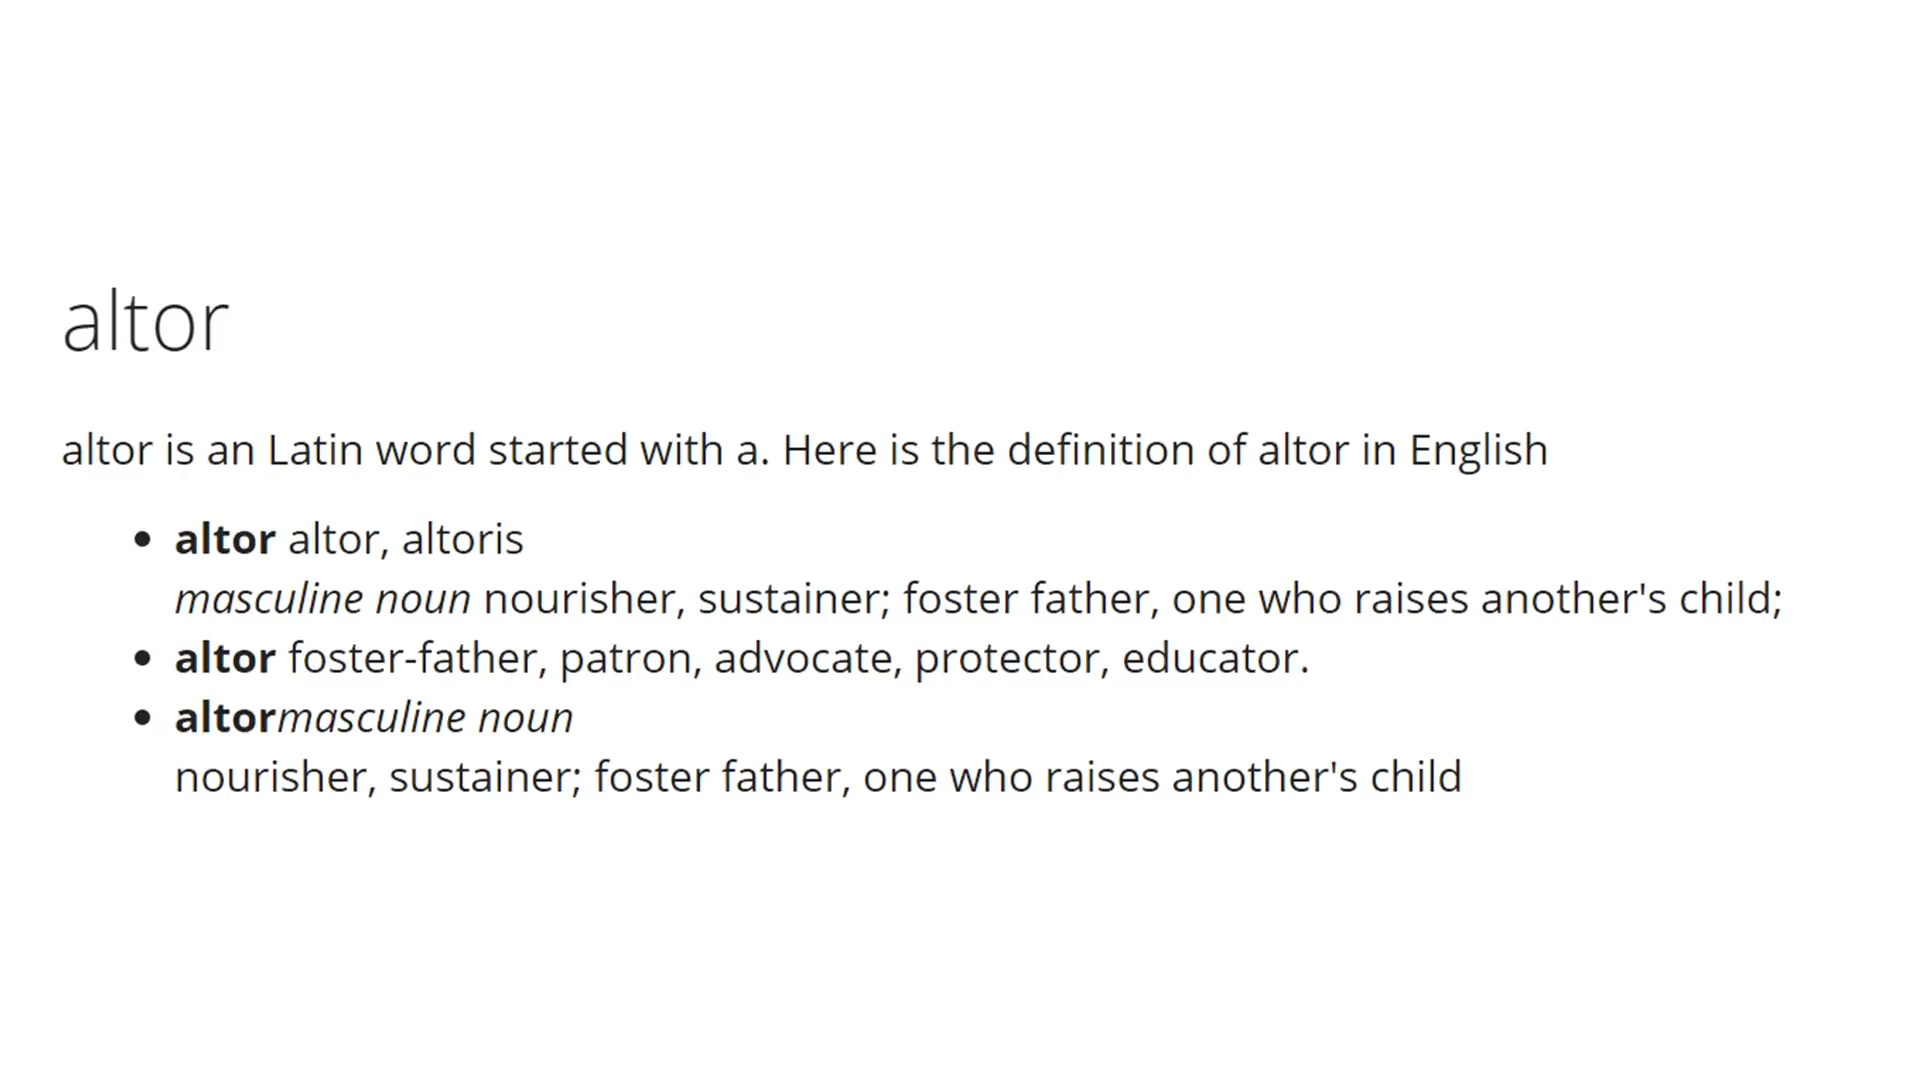 altor
altor is an Latin word started with a. Here is the definition of altor in English
• altor altor, altoris
masculine noun nourisher, sustainer; foster father, one who raises another's child;
• altor foster-father, patron, advocate, protector, educator.
• altormasculine noun
nourisher, sustainer; foster father, one who raises another's child